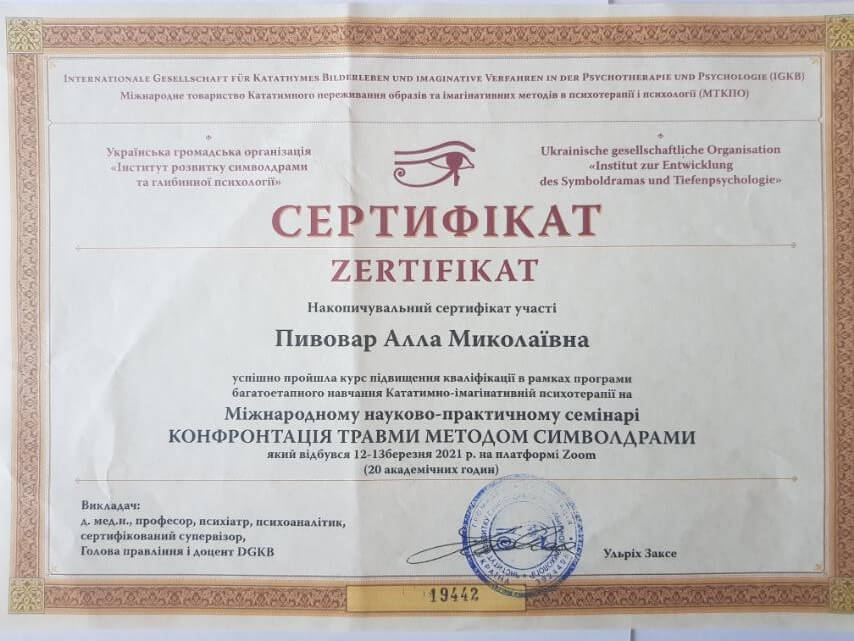 INTERNATIONALE GESELLSCHAFT FÜR KATATHYMES BILDERLEBEN UND IMAGINATIVE VERFAHREN IN DER PSYCHOTHERAPIE UND PSYCHOLOGIE (IGKB)
Міжнародне товариство Кататимного переживання образів та імагінативних методів в психотерапії і психології (МТКПО)
Українська громадська організація
«Інститут розвитку символдрами
та глибинної психології»
Ukrainische gesellschaftliche Organisation
«Institut zur Entwicklung
des Symboldramas und Tiefenpsychologie»
СЕРТИФІКАТ
ZERTIFIKAT
Накопичувальний сертифікат участі
Пивовар Алла Миколаївна
успішно пройшла курс підвищення кваліфікації в рамках програми
багатоетапного навчання Кататимно-імагінативній психотерапії на
Міжнародному науково-практичному семінарі
КОНФРОНТАЦІЯ ТРАВМИ МЕТОДОМ СИМВОЛДРАМИ
який відбувся 12-13березня 2021 р. на платформі Zoom
(20 академічних годин)
Викладач:
д. мед.н., професор, психіатр, психоаналітик,
сертифікований супервізор,
Голова правління і доцент DGKB
Ульріх Заксе
19442